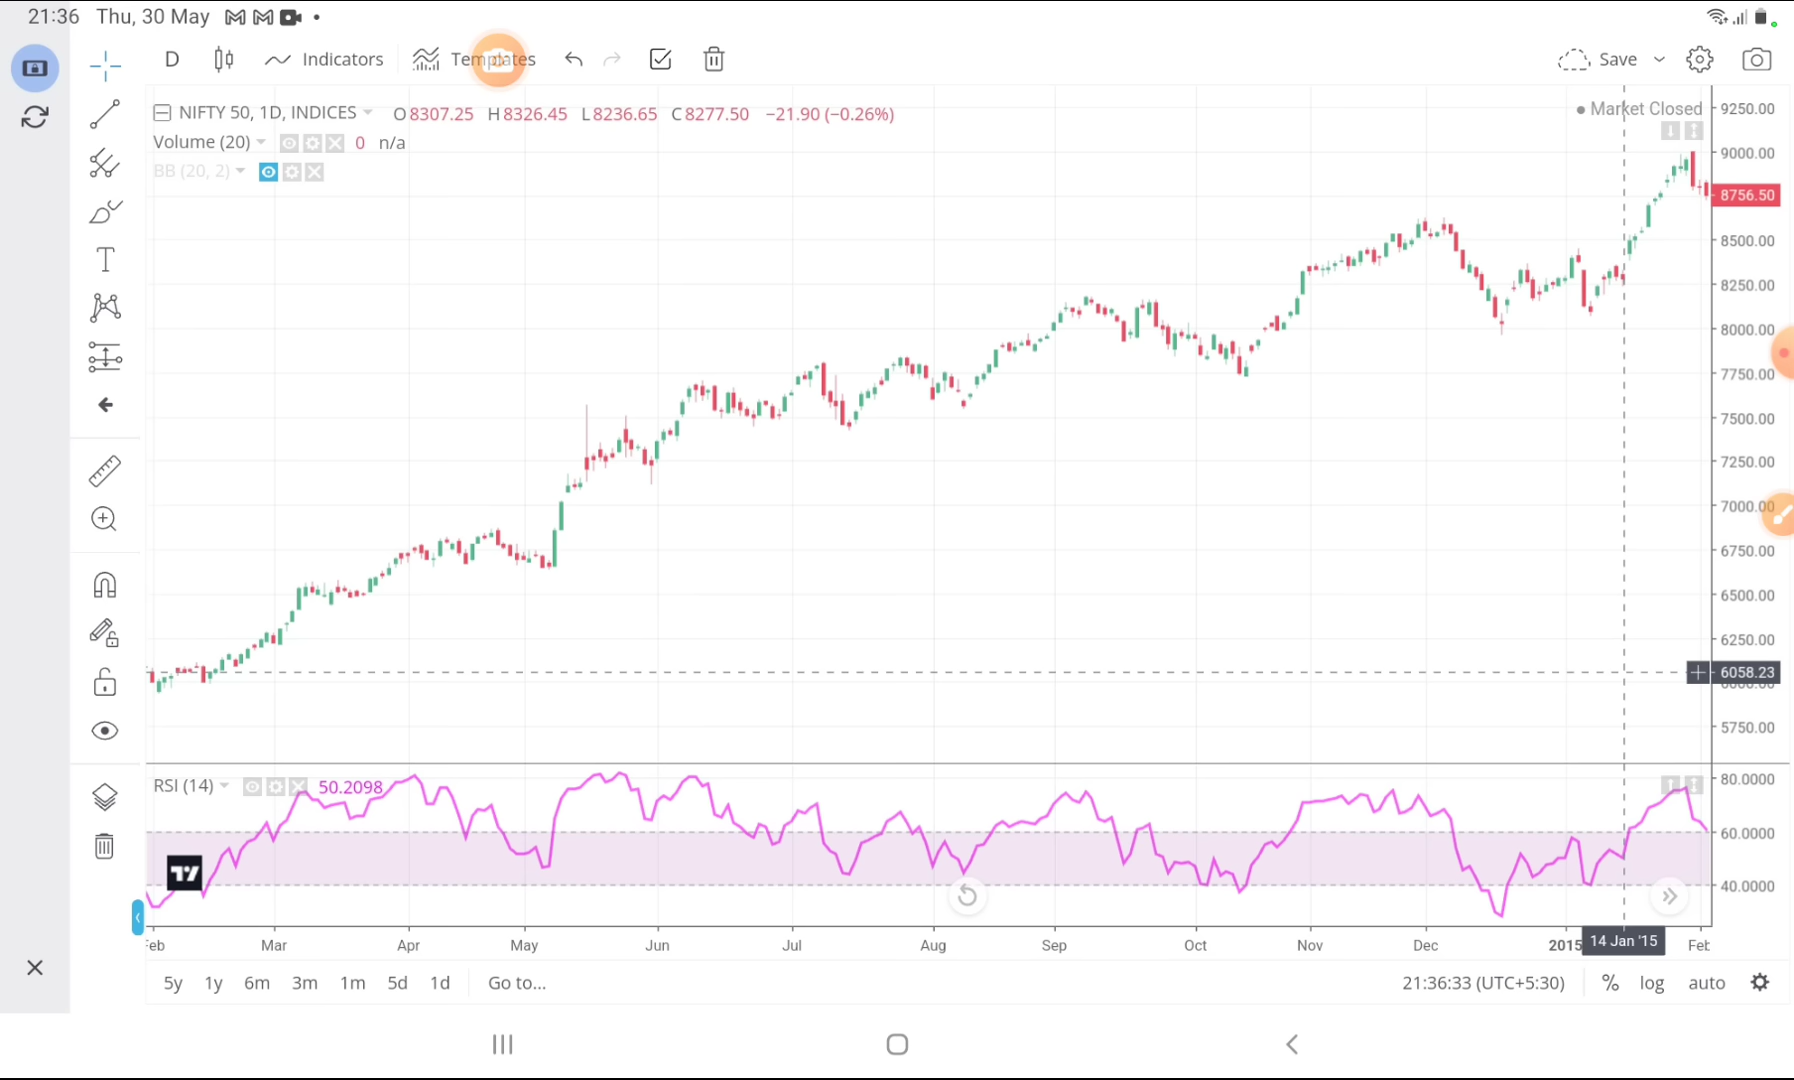 21:36 Thu, 30 May
D Indicators Templates Save
NIFTY 50, 1D, INDICES O8307.25 H8326.45 L8236.65 C8277.50 −21.90 (−0.26%)
Market Closed
Volume (20) 0 n/a
BB (20, 2)
9250.00
9000.00
8756.50
8500.00
8250.00
8000.00
7750.00
7500.00
7250.00
7000.00
6750.00
6500.00
6250.00
6058.23
5750.00
RSI (14) 50.2098
80.0000
60.0000
40.0000
Feb Mar Apr May Jun Jul Aug Sep Oct Nov Dec 2015 14 Jan '15 Feb
5y 1y 6m 3m 1m 5d 1d Go to... 21:36:33 (UTC+5:30) % log auto